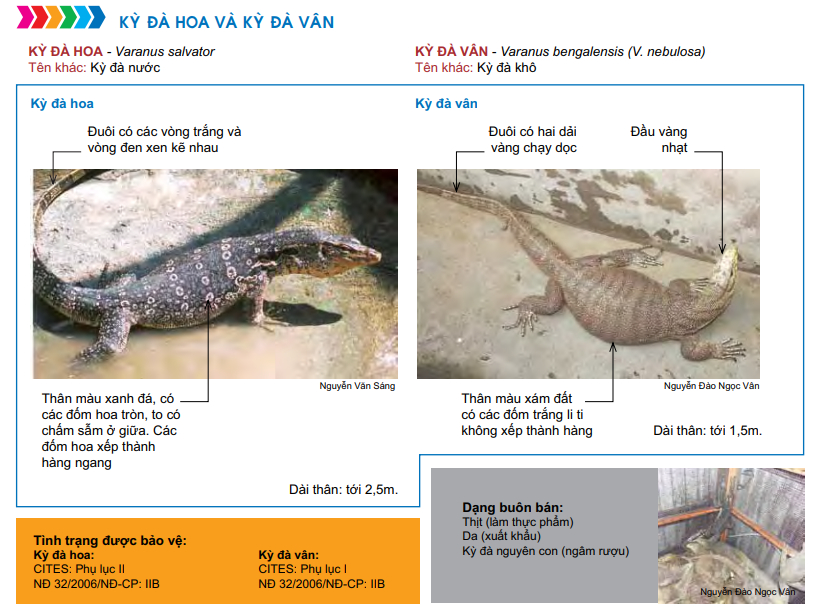 KỲ ĐÀ HOA VÀ KỲ ĐÀ VÂN
KỲ ĐÀ HOA - Varanus salvator
Tên khác: Kỳ đà nước
KỲ ĐÀ VÂN - Varanus bengalensis (V. nebulosa)
Tên khác: Kỳ đà khô
Kỳ đà hoa
Đuôi có các vòng trắng và
vòng đen xen kẽ nhau
Nguyễn Văn Sáng
Thân màu xanh đá, có
các đốm hoa tròn, to có
chấm sẫm ở giữa. Các
đốm hoa xếp thành
hàng ngang
Dài thân: tới 2,5m.
Kỳ đà vân
Đuôi có hai dải
vàng chạy dọc
Đầu vàng
nhạt
Nguyễn Đào Ngọc Vân
Thân màu xám đất
có các đốm trắng li ti
không xếp thành hàng
Dài thân: tới 1,5m.
Tình trạng được bảo vệ:
Kỳ đà hoa:
CITES: Phụ lục II
NĐ 32/2006/NĐ-CP: IIB
Kỳ đà vân:
CITES: Phụ lục I
NĐ 32/2006/NĐ-CP: IIB
Dạng buôn bán:
Thịt (làm thực phẩm)
Da (xuất khẩu)
Kỳ đà nguyên con (ngâm rượu)
Nguyễn Đào Ngọc Vân